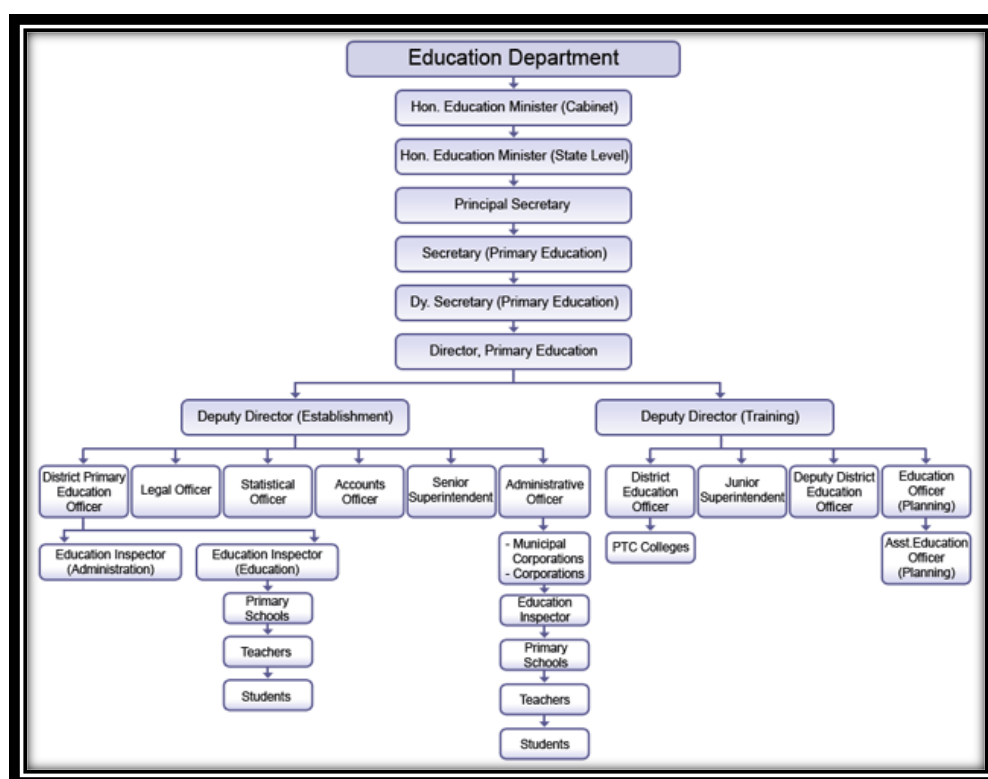 Education Department
Hon. Education Minister (Cabinet)
Hon. Education Minister (State Level)
Principal Secretary
Secretary (Primary Education)
Dy. Secretary (Primary Education)
Director, Primary Education
Deputy Director (Establishment)
Deputy Director (Training)
District Primary
Education
Officer
Legal Officer
Statistical
Officer
Accounts
Officer
Senior
Superintendent
Administrative
Officer
District
Education
Officer
Junior
Superintendent
Deputy District
Education
Officer
Education
Officer
(Planning)
Education Inspector
(Administration)
Education Inspector
(Education)
- Municipal
Corporations
- Corporations
PTC Colleges
Asst.Education
Officer
(Planning)
Primary
Schools
Teachers
Students
Education
Inspector
Primary
Schools
Teachers
Students